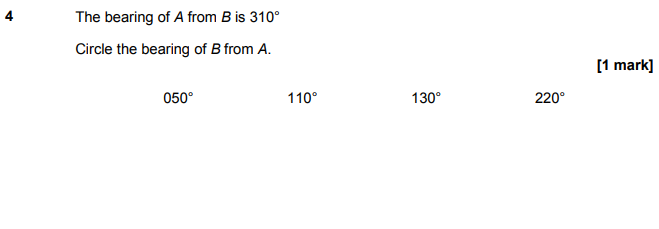 4 The bearing of A from B is 310°
Circle the bearing of B from A.
[1 mark]
050° 110° 130° 220°